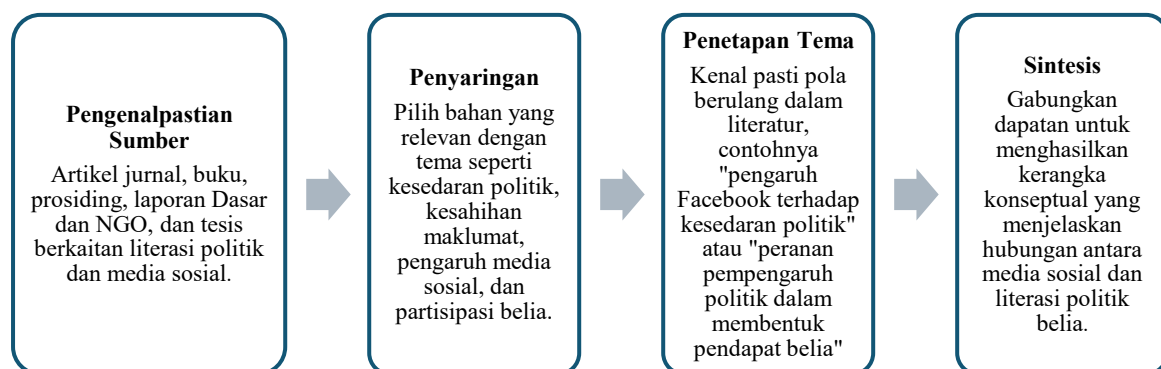 Pengenalpastian
Sumber
Artikel jurnal, buku,
prosiding, laporan Dasar
dan NGO, dan tesis
berkaitan literasi politik
dan media sosial.
Penyaringan
Pilih bahan yang
relevan dengan
tema seperti
kesedaran politik,
kesahihan
maklumat,
pengaruh media
sosial, dan
partisipasi belia.
Penetapan Tema
Kenal pasti pola
berulang dalam
literatur,
contohnya
"pengaruh
Facebook terhadap
kesedaran politik"
atau "peranan
pempengaruh
politik dalam
membentuk
pendapat belia"
Sintesis
Gabungkan
dapatan untuk
menghasilkan
kerangka
konseptual yang
menjelaskan
hubungan antara
media sosial dan
literasi politik
belia.